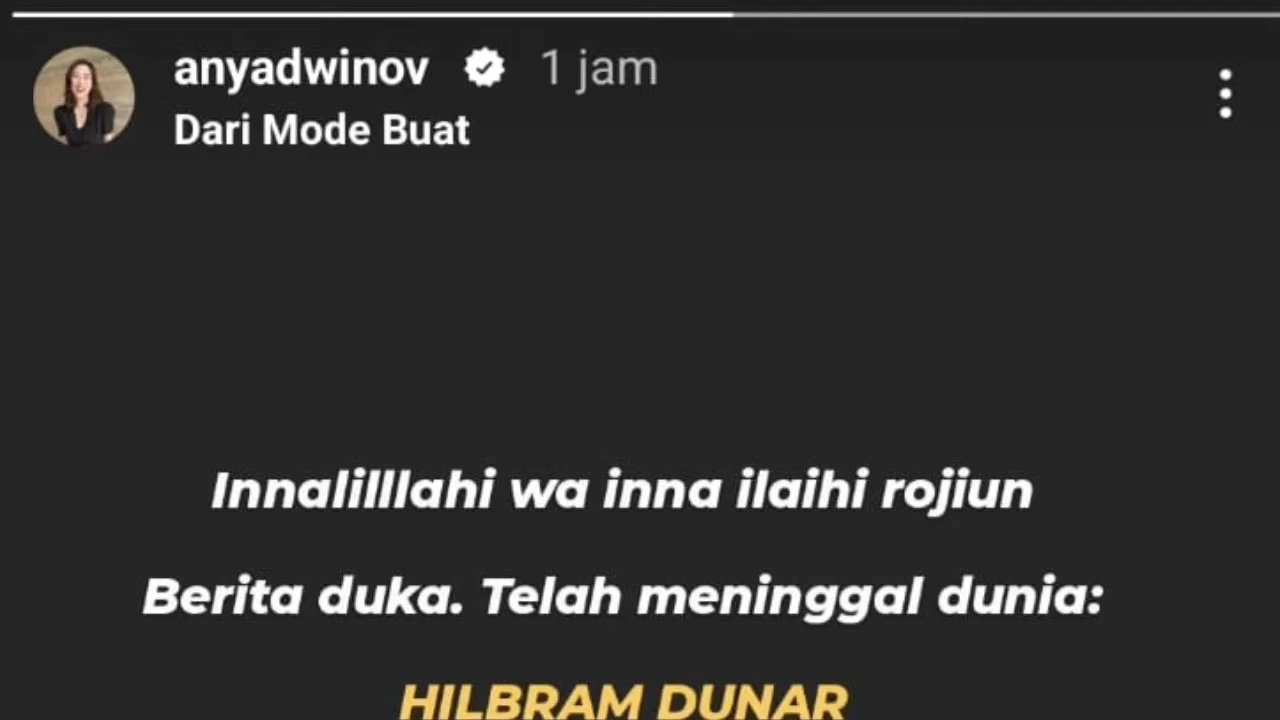 anyadwinov 1 jam
Dari Mode Buat
Innalilllahi wa inna ilaihi rojiun
Berita duka. Telah meninggal dunia:
HILBRAM DUNAR